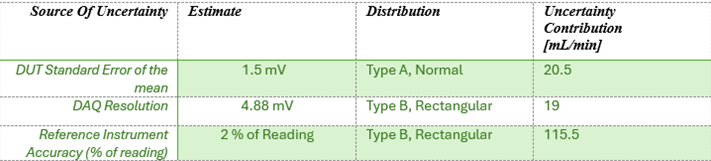 Source Of Uncertainty Estimate Distribution Uncertainty
Contribution
[mL/min]
DUT Standard Error of the 1.5 mV Type A, Normal 20.5
mean
DAQ Resolution 4.88 mV Type B, Rectangular 19
Reference Instrument 2 % of Reading Type B, Rectangular 115.5
Accuracy (% of reading)